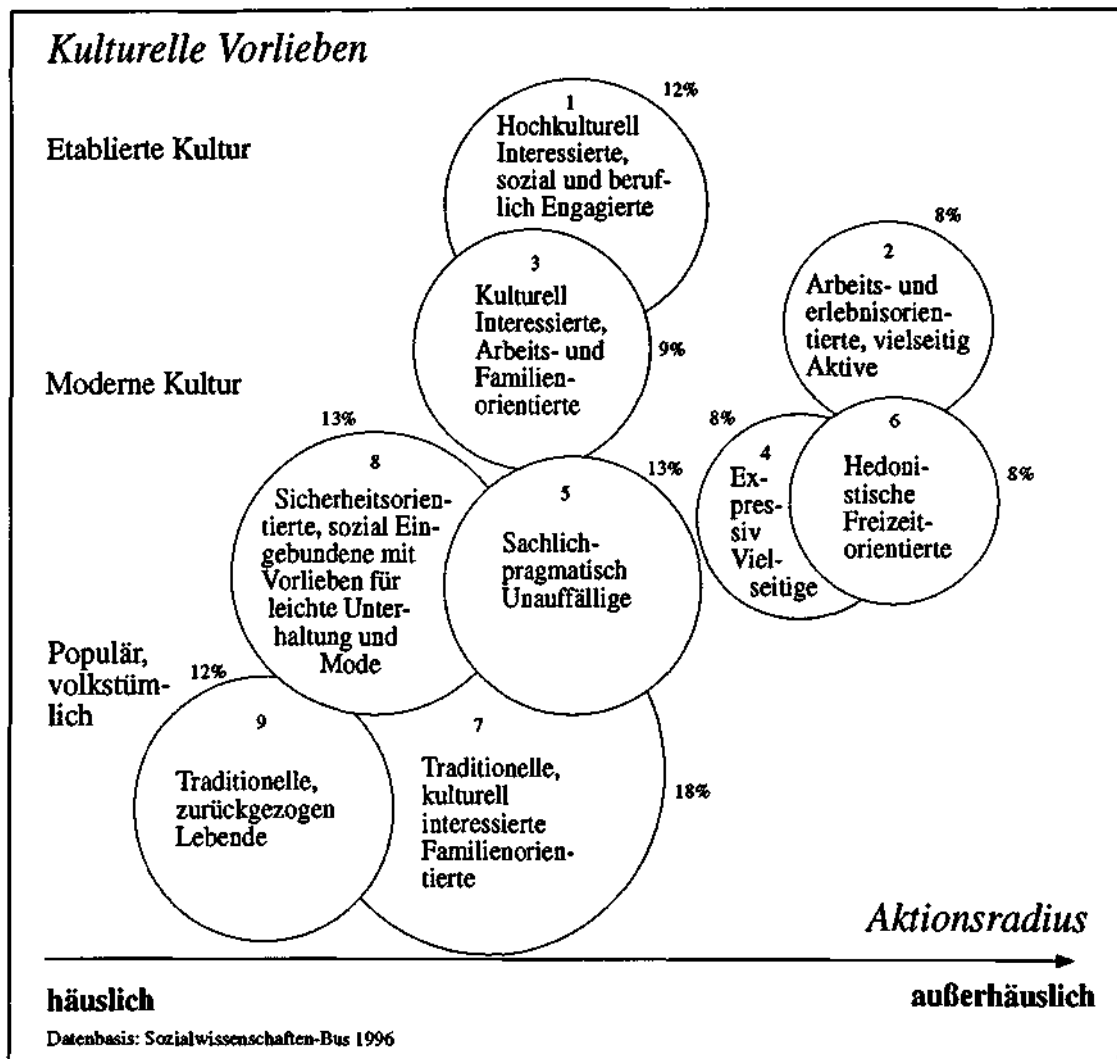 Kulturelle Vorlieben
Etablierte Kultur
Moderne Kultur
Populär,
volkstüm-
lich
12%
1
Hochkulturell
Interessierte,
sozial und beruf-
lich Engagierte
8%
2
Arbeits- und
erlebnisorien-
tierte, vielseitig
Aktive
3
Kulturell
Interessierte,
Arbeits- und
Familien-
orientierte
9%
13%
8
Sicherheitsorien-
tierte, sozial Ein-
gebundene mit
Vorlieben für
leichte Unter-
haltung und
Mode
13%
5
Sachlich-
pragmatisch
Unauffällige
8%
4
Ex-
pres-
siv
Viel-
seitige
6
Hedoni-
stische
Freizeit-
orientierte
8%
12%
9
Traditionelle,
zurückgezogen
Lebende
7
Traditionelle,
kulturell
interessierte
Familienorien-
tierte
18%
Aktionsradius
häuslich
außerhäuslich
Datenbasis: Sozialwissenschaften-Bus 1996